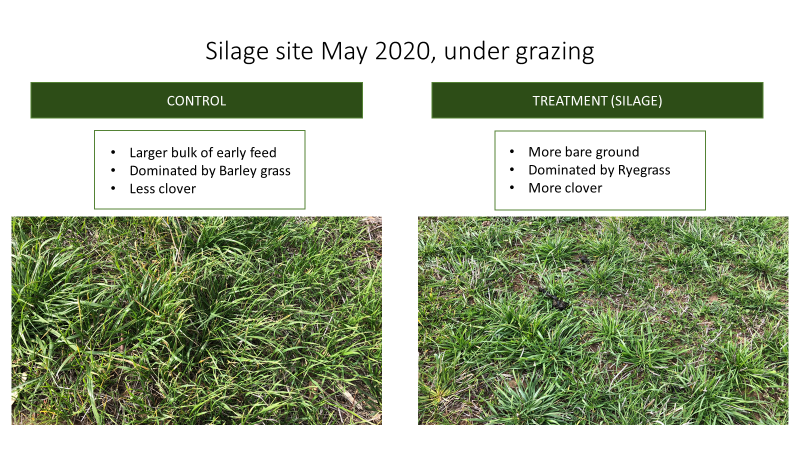 Silage site May 2020, under grazing
CONTROL
• Larger bulk of early feed
• Dominated by Barley grass
• Less clover
TREATMENT (SILAGE)
• More bare ground
• Dominated by Ryegrass
• More clover